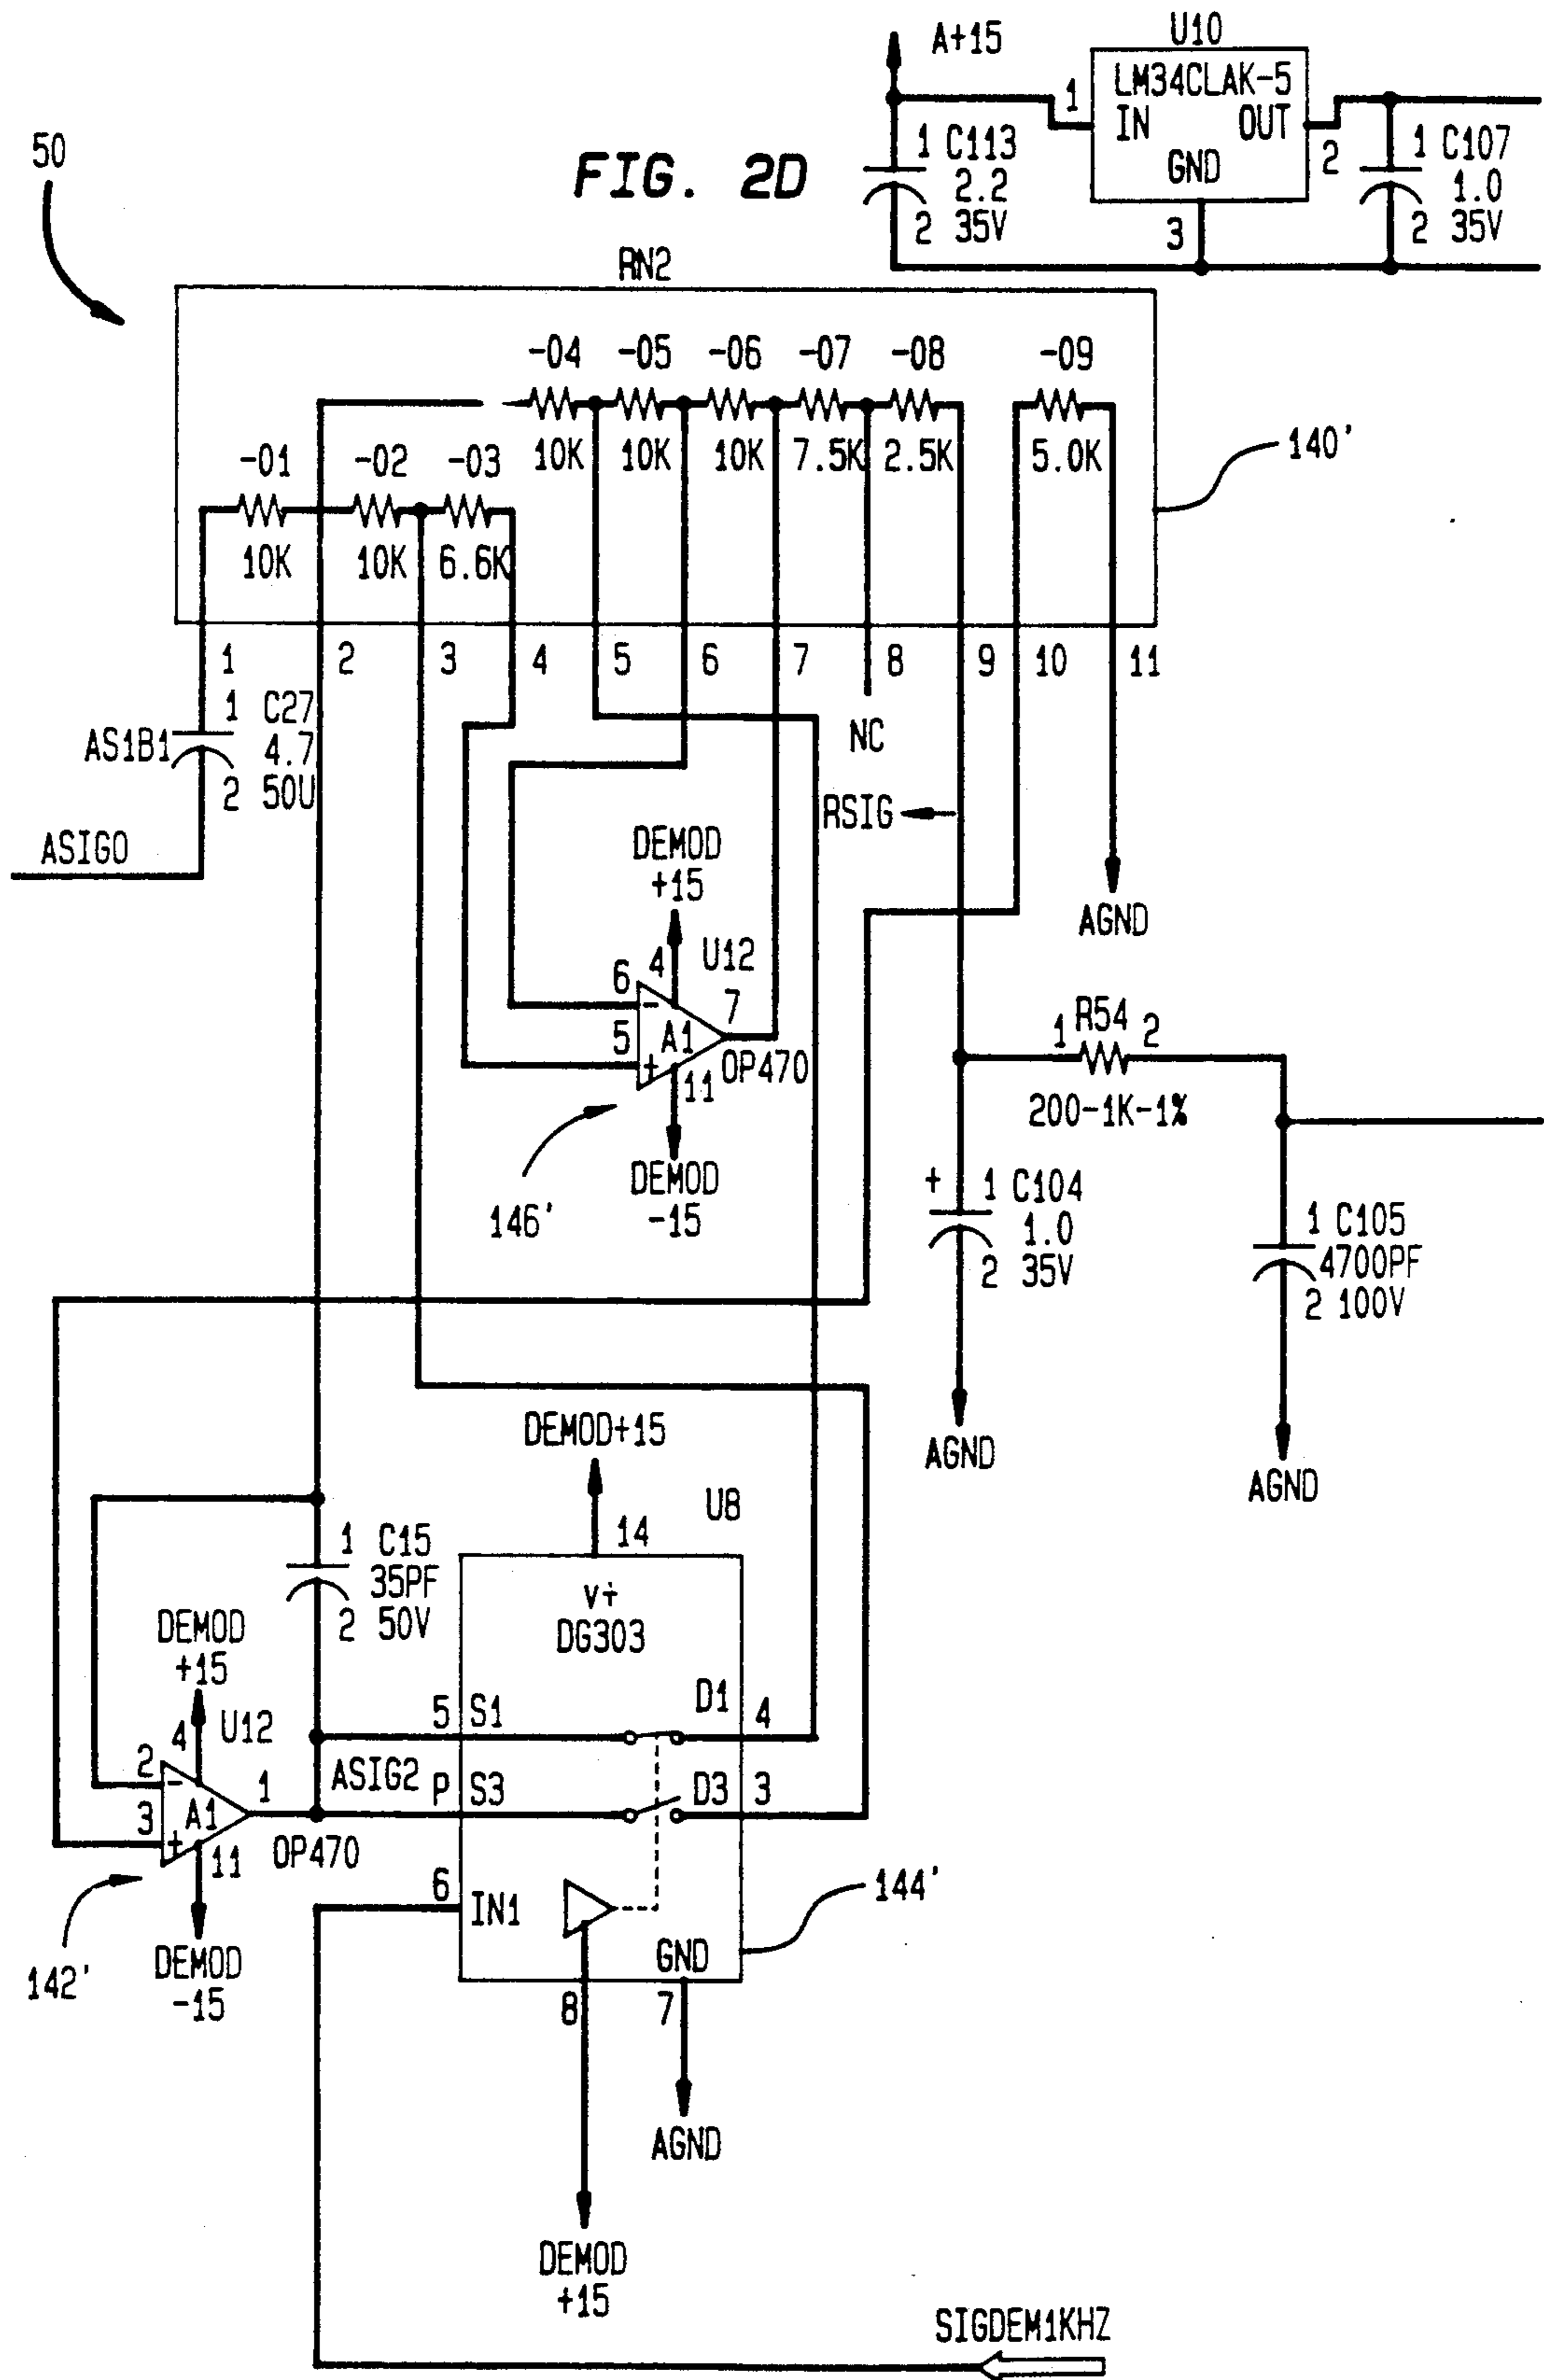 A+15
U10
LM34CLAK-5
1 IN OUT 2
GND
3
1 C113
2.2
2 35V
1 C107
1.0
2 35V
50
FIG. 2D
RN2
-04 -05 -06 -07 -08 -09
10K 10K 10K 7.5K 2.5K 5.0K
-01 -02 -03
10K 10K 6.6K
140'
1 2 3 4 5 6 7 8 9 10 11
1 C27
AS1B1 4.7
2 50U
NC
ASIG0
RSIG
DEMOD
+15
AGND
6 4 U12
- 7
5 A1
+ OP470
11
DEMOD
-15
146'
1 R54 2
200-1K-1%
+ 1 C104
1.0
2 35V
1 C105
4700PF
2 100V
AGND
AGND
DEMOD+15
U8
14
1 C15
35PF
2 50V
V+
DG303
DEMOD
+15
4 U12
2 -
3 A1 1
+
11 OP470
DEMOD
-15
142'
5 S1 D1 4
ASIG2 P S3 D3 3
6 IN1
144'
GND
8 7
AGND
DEMOD
+15
SIGDEM1KHZ